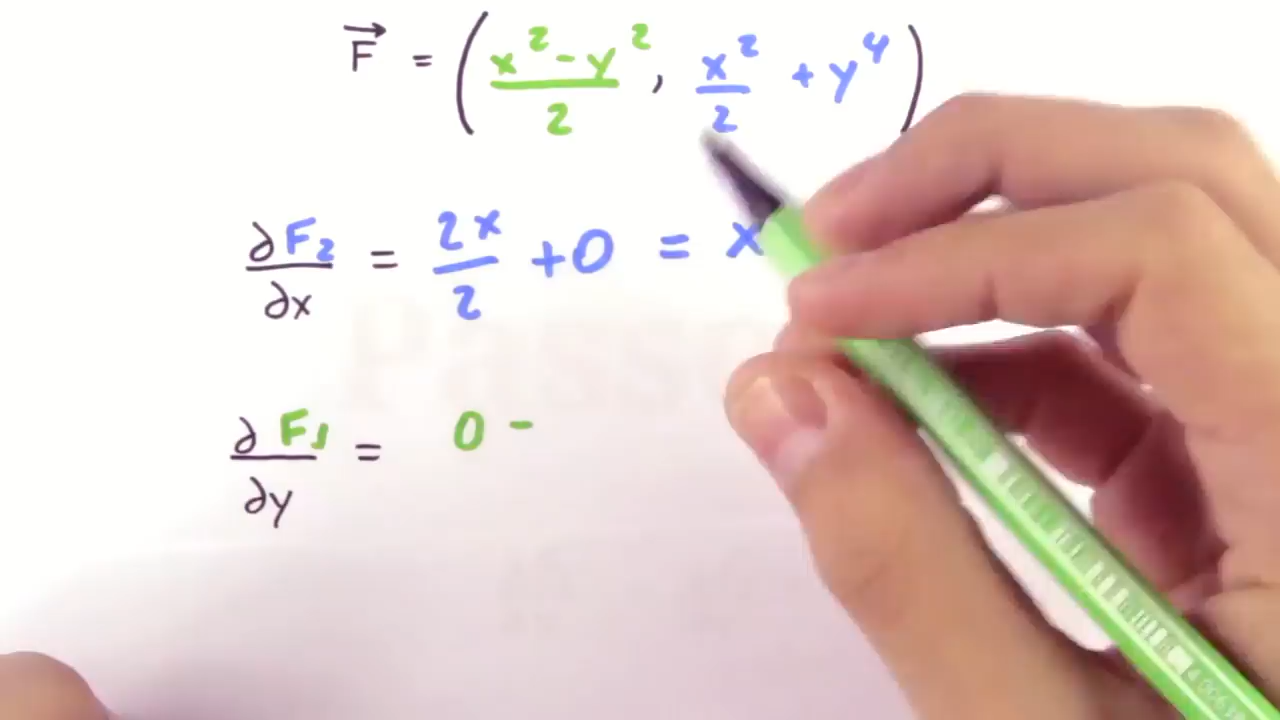 F⃗ = ( (x² - y²)/2 , x²/2 + y⁴ )
∂F₂/∂x = 2x/2 + 0 = x
∂F₁/∂y = 0 -